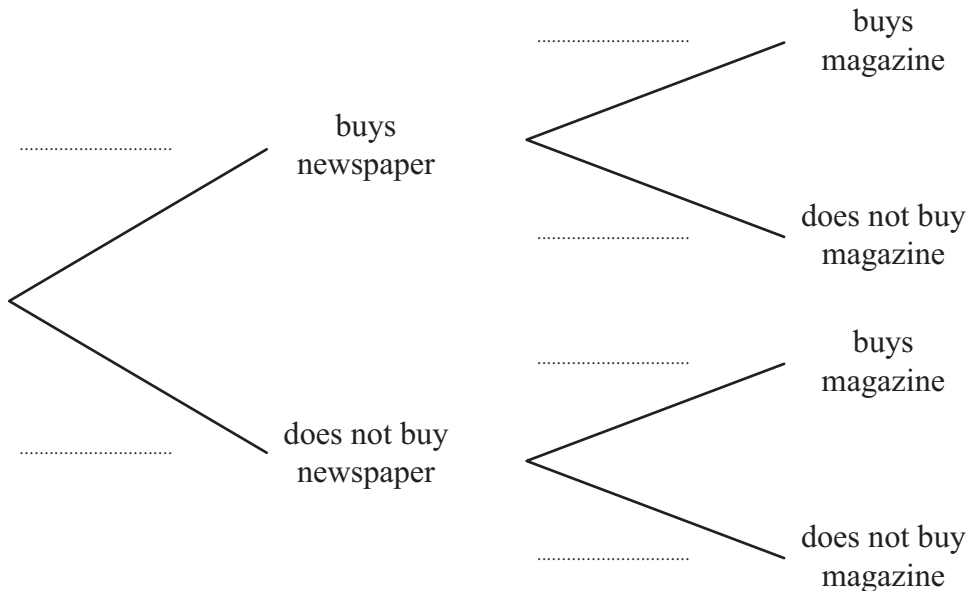 buys
magazine
buys
newspaper
does not buy
magazine
buys
magazine
does not buy
newspaper
does not buy
magazine